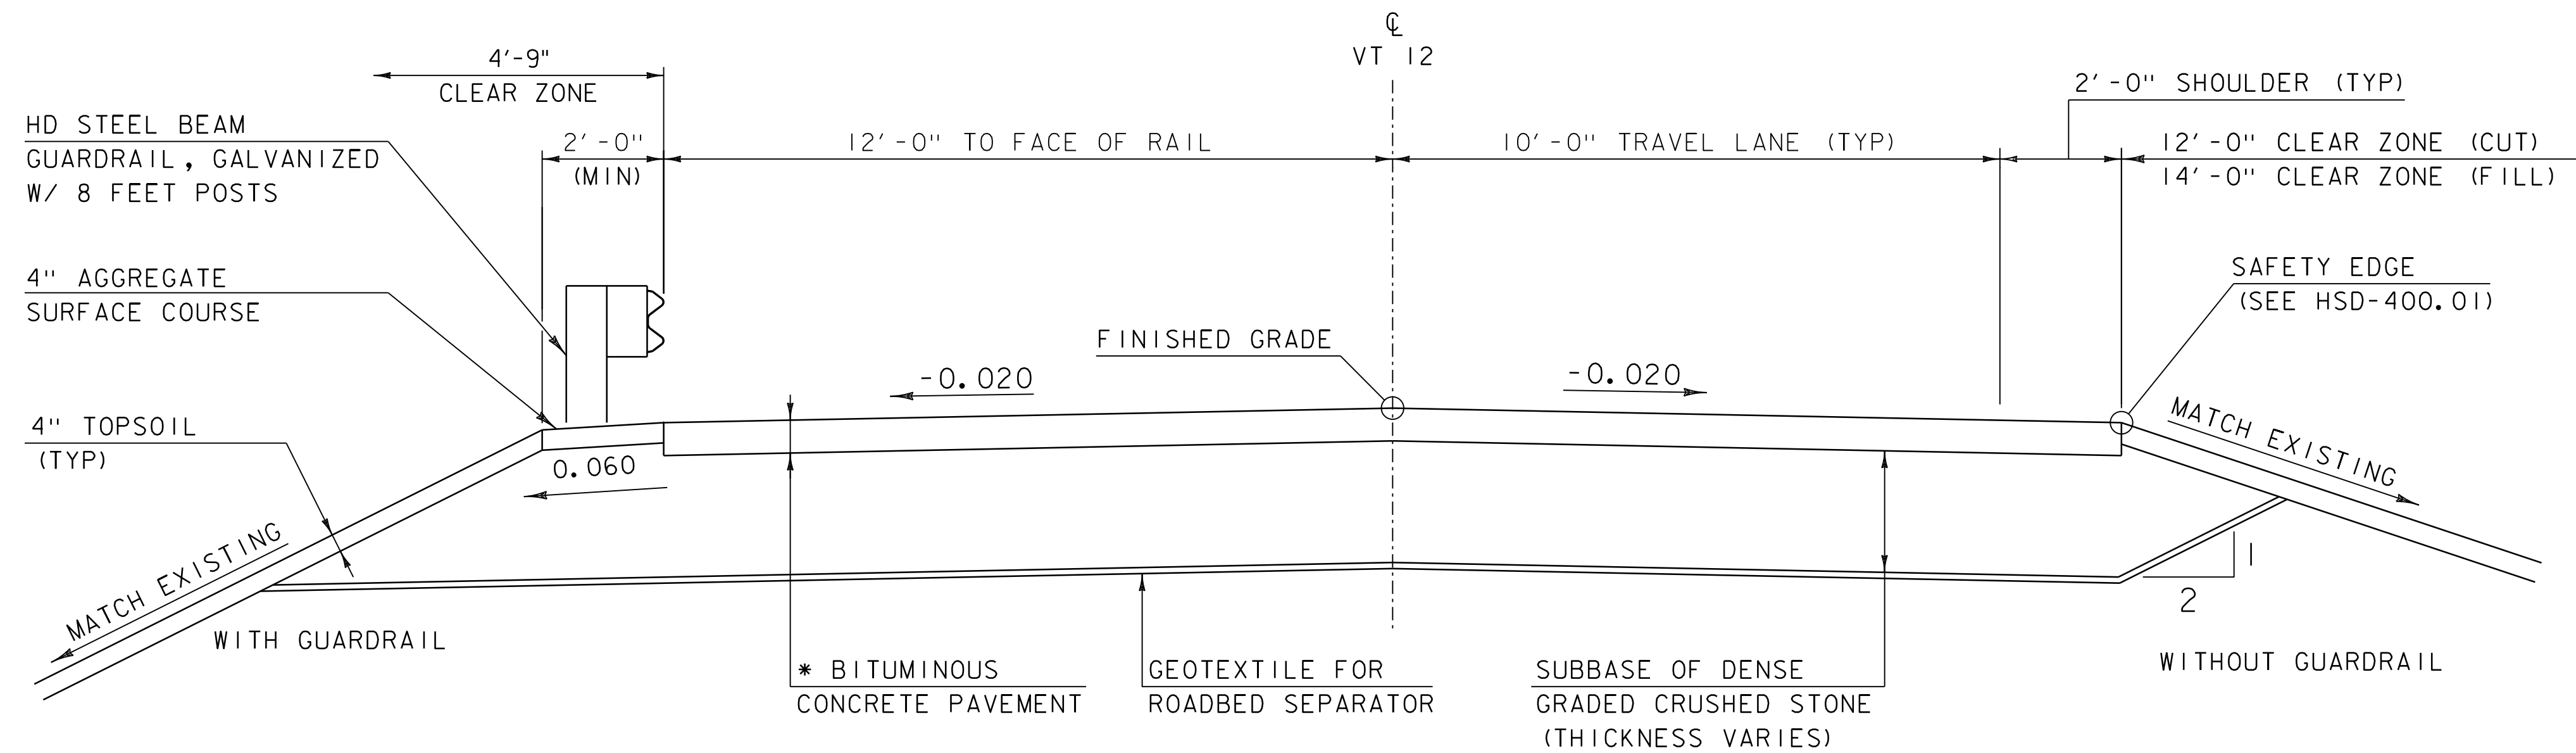 ℄
VT 12
4'-9"
CLEAR ZONE
2'-0" SHOULDER (TYP)
HD STEEL BEAM
GUARDRAIL, GALVANIZED
W/ 8 FEET POSTS
2'-0"
(MIN)
12'-0" TO FACE OF RAIL
10'-0" TRAVEL LANE (TYP)
12'-0" CLEAR ZONE (CUT)
14'-0" CLEAR ZONE (FILL)
4" AGGREGATE
SURFACE COURSE
SAFETY EDGE
(SEE HSD-400.01)
FINISHED GRADE
-0.020
-0.020
4" TOPSOIL
(TYP)
0.060
MATCH EXISTING
MATCH EXISTING
1
2
WITH GUARDRAIL
WITHOUT GUARDRAIL
* BITUMINOUS
CONCRETE PAVEMENT
GEOTEXTILE FOR
ROADBED SEPARATOR
SUBBASE OF DENSE
GRADED CRUSHED STONE
(THICKNESS VARIES)